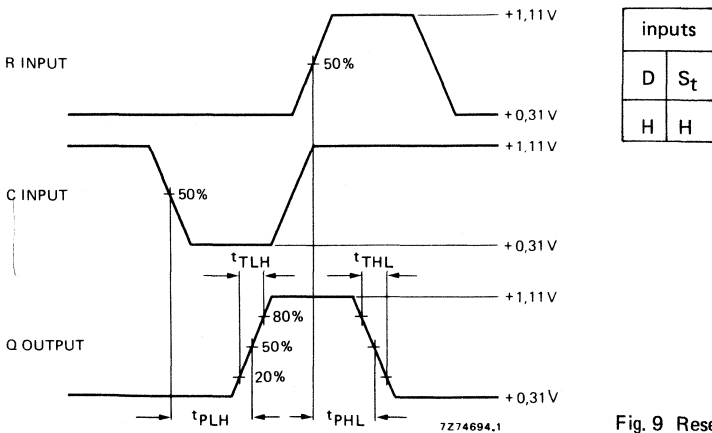 +1,11 V
R INPUT
50%
+0,31 V
inputs
D St
H H
+1,11 V
C INPUT
50%
+0,31 V
tTLH
tTHL
+1,11 V
80%
Q OUTPUT
50%
20%
+0,31 V
tPLH
tPHL
7Z74694.1
Fig. 9 Rese